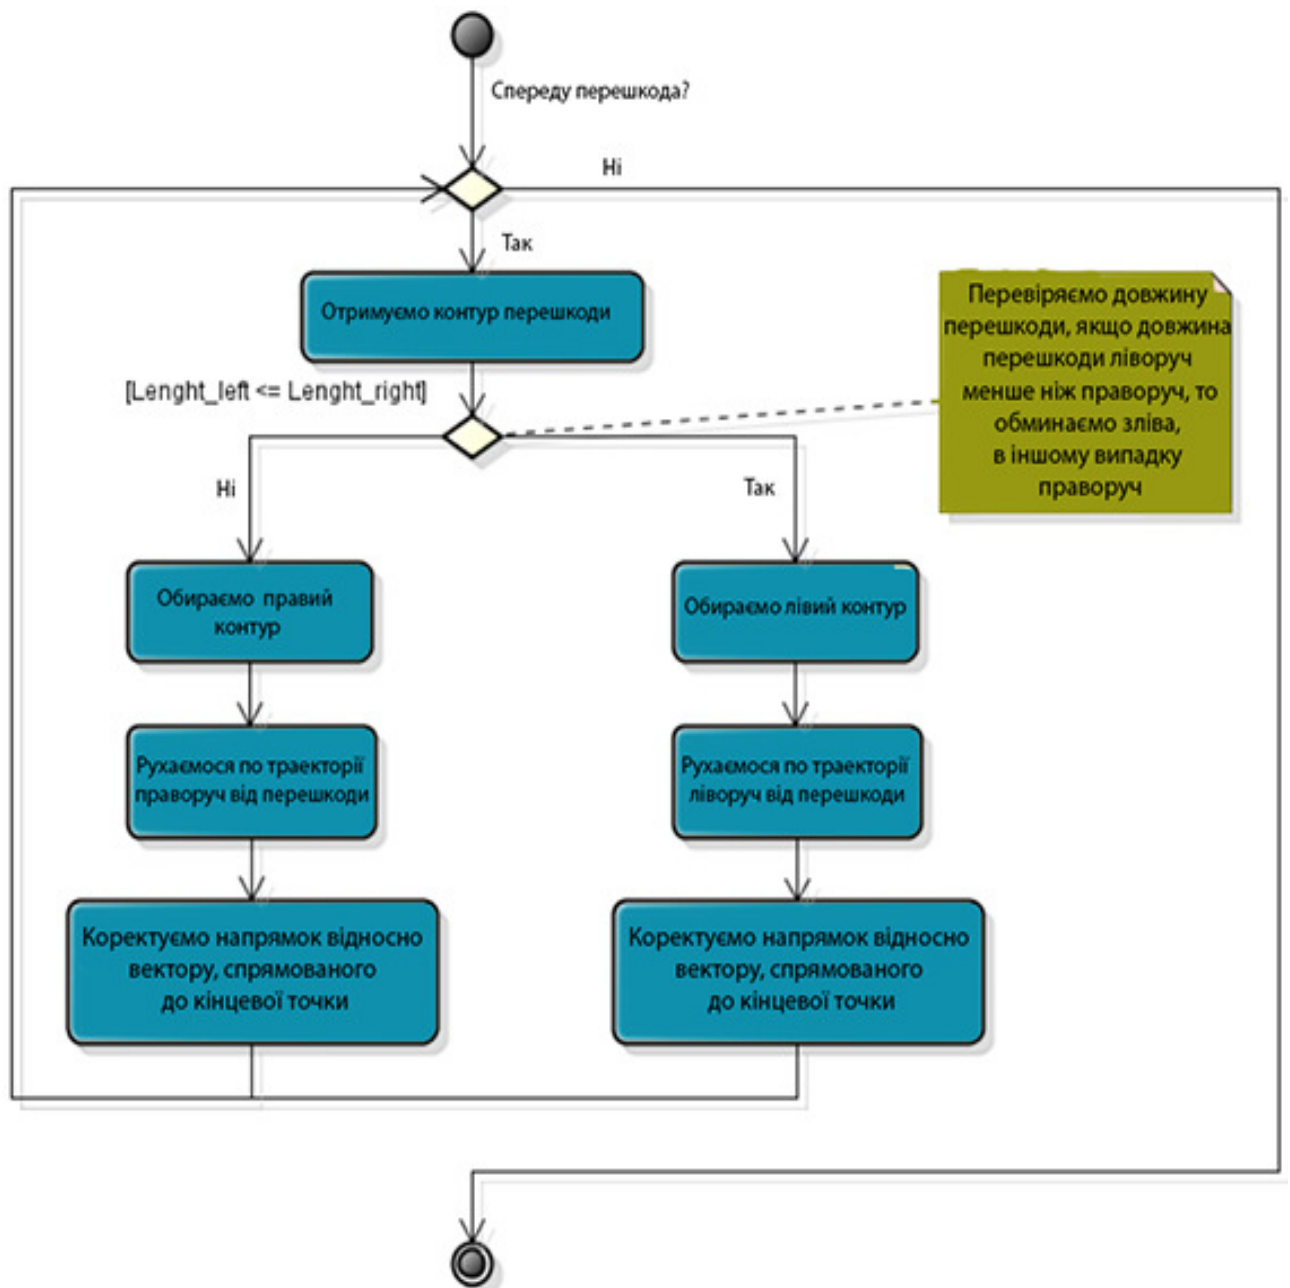 Спереду перешкода?
Ні
Так
Отримуємо контур перешкоди
[Lenght_left <= Lenght_right]
Перевіряємо довжину
перешкоди, якщо довжина
перешкоди ліворуч
менше ніж праворуч, то
обминаємо зліва,
в іншому випадку
праворуч
Ні
Так
Обираємо правий
контур
Обираємо лівий контур
Рухаємося по траекторії
праворуч від перешкоди
Рухаємося по траекторії
ліворуч від перешкоди
Коректуємо напрямок відносно
вектору, спрямованого
до кінцевої точки
Коректуємо напрямок відносно
вектору, спрямованого
до кінцевої точки